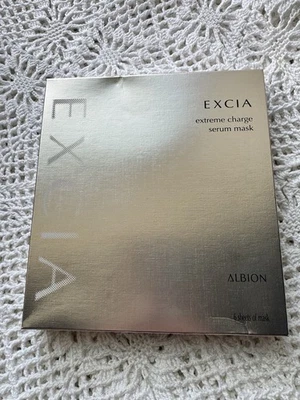 EXCIA
EXCIA
extreme charge
serum mask
ALBION